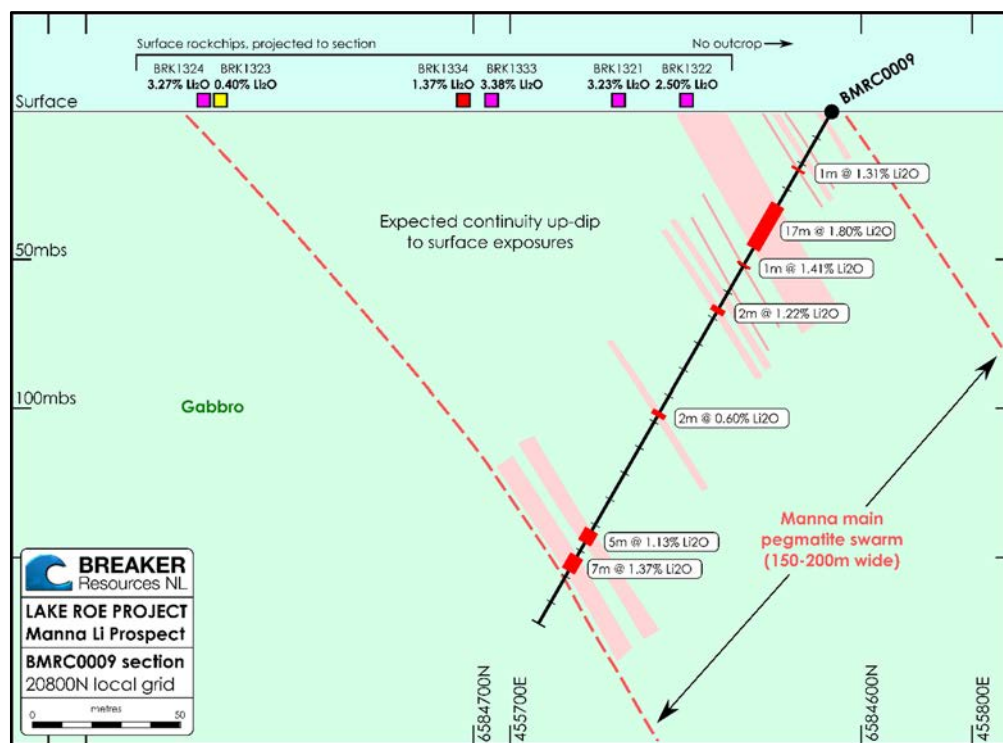 Surface rockchips, projected to section
No outcrop
BRK1324
3.27% Li2O
BRK1323
0.40% Li2O
BRK1334
1.37% Li2O
BRK1333
3.38% Li2O
BRK1321
3.23% Li2O
BRK1322
2.50% Li2O
BMRC0009
Surface
1m @ 1.31% Li2O
Expected continuity up-dip
to surface exposures
17m @ 1.80% Li2O
50mbs
1m @ 1.41% Li2O
2m @ 1.22% Li2O
100mbs
Gabbro
2m @ 0.60% Li2O
Manna main
pegmatite swarm
(150-200m wide)
5m @ 1.13% Li2O
7m @ 1.37% Li2O
BREAKER
Resources NL
LAKE ROE PROJECT
Manna Li Prospect
BMRC0009 section
20800N local grid
metres
0 50
6584700N
455700E
6584600N
455800E